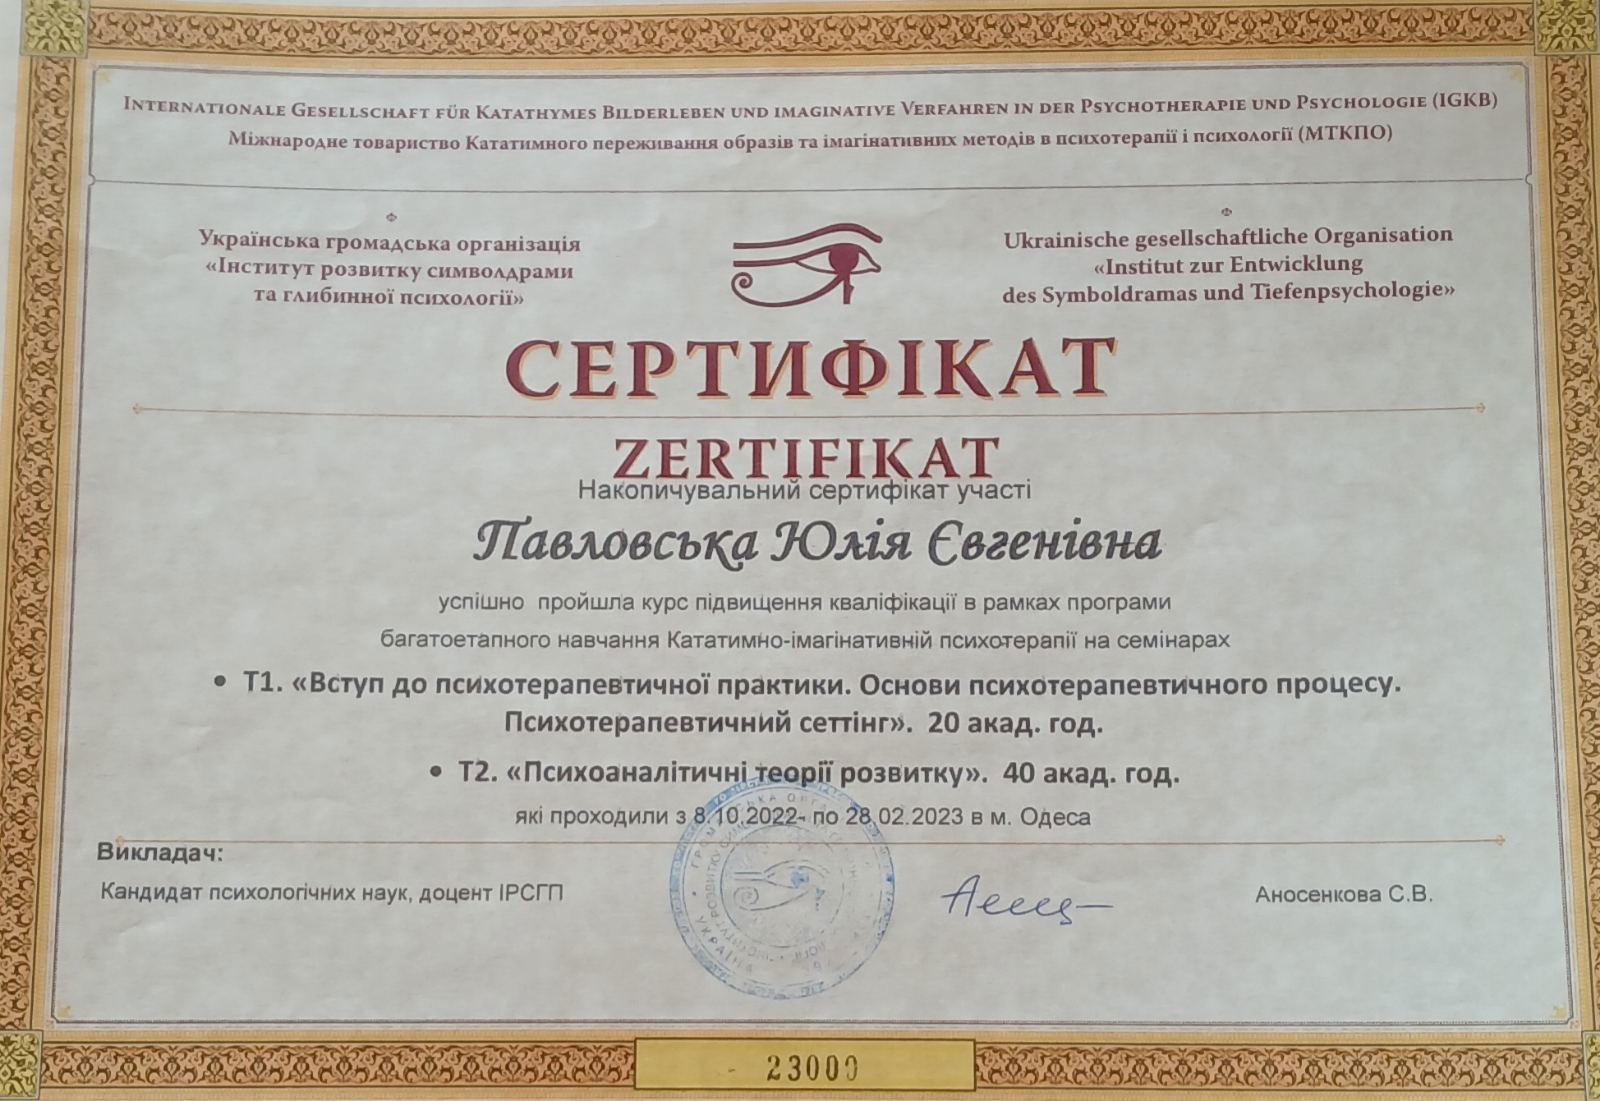 Internationale Gesellschaft für Katathymes Bilderleben und imaginative Verfahren in der Psychotherapie und Psychologie (IGKB)
Міжнародне товариство Кататимного переживання образів та імагінативних методів в психотерапії і психології (МТКПО)
Українська громадська організація
«Інститут розвитку символдрами
та глибинної психології»
Ukrainische gesellschaftliche Organisation
«Institut zur Entwicklung
des Symboldramas und Tiefenpsychologie»
СЕРТИФІКАТ
ZERTIFIKAT
Накопичувальний сертифікат участі
Павловська Юлія Євгенівна
успішно пройшла курс підвищення кваліфікації в рамках програми
багатоетапного навчання Кататимно-імагінативній психотерапії на семінарах
• Т1. «Вступ до психотерапевтичної практики. Основи психотерапевтичного процесу.
Психотерапевтичний сеттінг». 20 акад. год.
• Т2. «Психоаналітичні теорії розвитку». 40 акад. год.
які проходили з 8.10.2022- по 28.02.2023 в м. Одеса
Викладач:
Кандидат психологічних наук, доцент ІРСГП
Аносенкова С.В.
23000